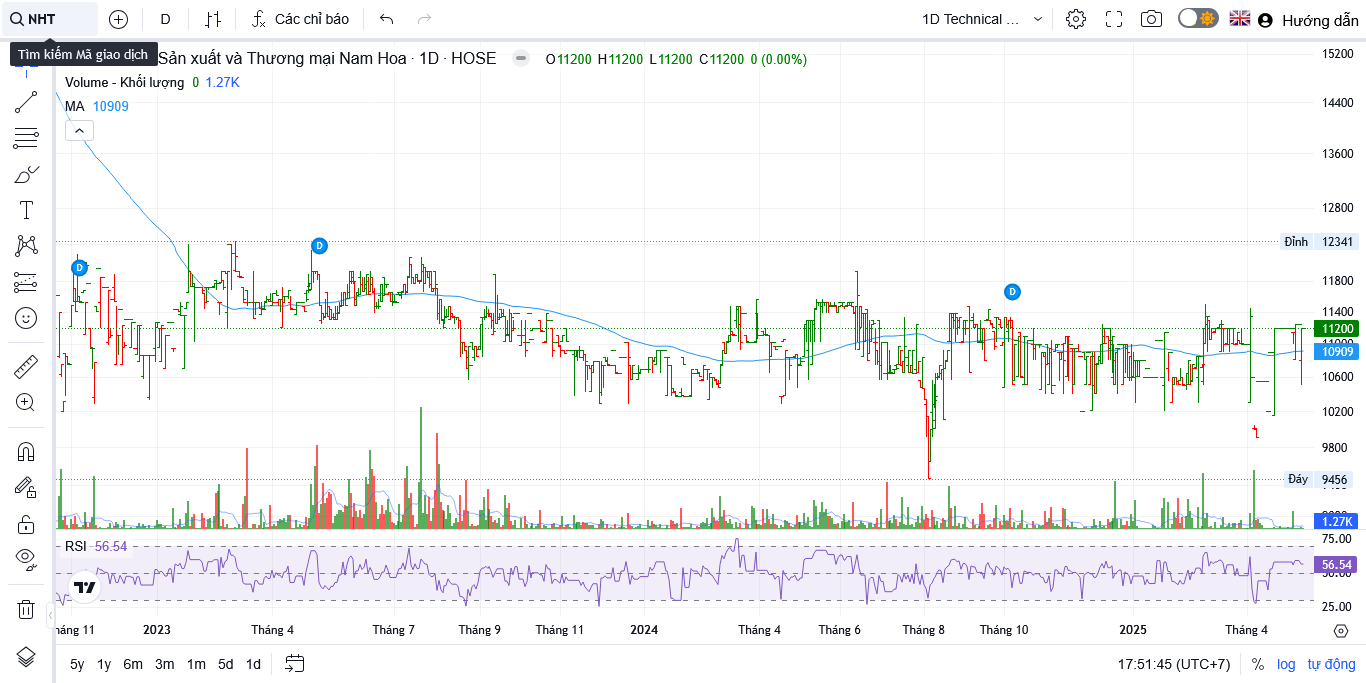 NHT
D
Các chỉ báo
1D Technical ...
Hướng dẫn
Tìm kiếm Mã giao dịch
Sản xuất và Thương mại Nam Hoa · 1D · HOSE
O11200 H11200 L11200 C11200 0 (0.00%)
Volume - Khối lượng 0 1.27K
MA 10909
15200
14400
13600
12800
Đỉnh 12341
11800
11400
11200
10909
10600
10200
9800
Đáy 9456
1.27K
D
D
D
RSI 56.54
75.00
56.54
50.00
25.00
háng 11
2023
Tháng 4
Tháng 7
Tháng 9
Tháng 11
2024
Tháng 4
Tháng 6
Tháng 8
Tháng 10
2025
Tháng 4
5y 1y 6m 3m 1m 5d 1d
17:51:45 (UTC+7)
% log tự động